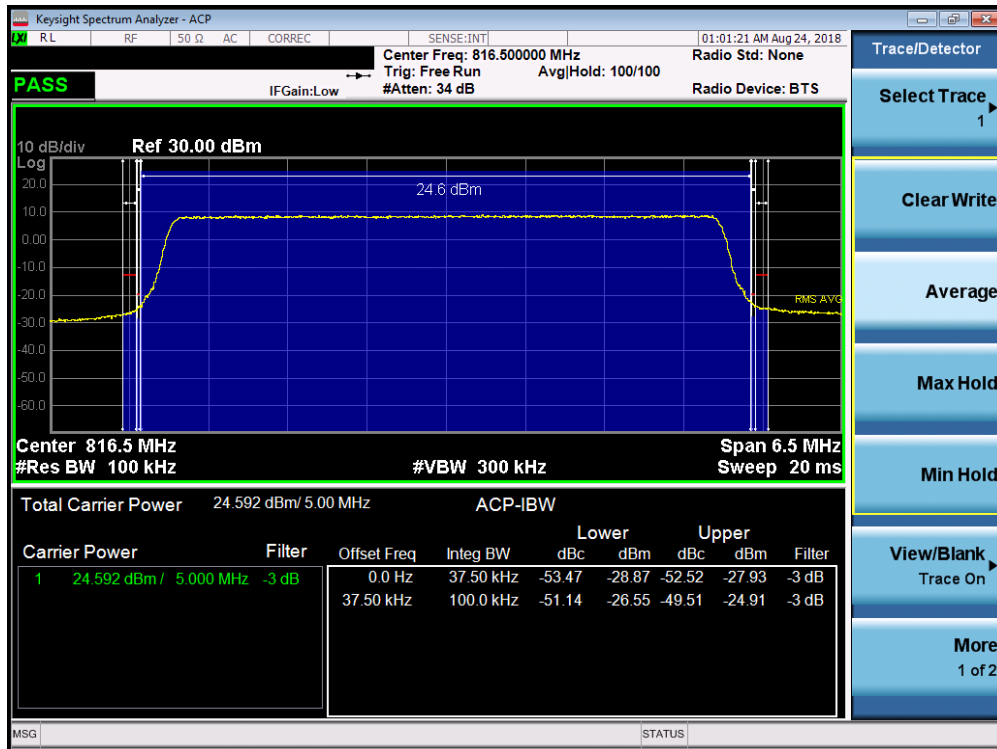 Keysight Spectrum Analyzer - ACP
LXI RL RF 50 Ω AC CORREC SENSE:INT 01:01:21 AM Aug 24, 2018
Center Freq: 816.500000 MHz Radio Std: None
Trig: Free Run Avg|Hold: 100/100
PASS IFGain:Low #Atten: 34 dB Radio Device: BTS
10 dB/div Ref 30.00 dBm
Log
20.0
24.6 dBm
10.0
0.00
-10.0
-20.0
RMS AVG
-30.0
-40.0
-50.0
-60.0
Center 816.5 MHz Span 6.5 MHz
#Res BW 100 kHz #VBW 300 kHz Sweep 20 ms
Total Carrier Power 24.592 dBm/ 5.00 MHz ACP-IBW
Lower Upper
Carrier Power Filter Offset Freq Integ BW dBc dBm dBc dBm Filter
1 24.592 dBm / 5.000 MHz -3 dB 0.0 Hz 37.50 kHz -53.47 -28.87 -52.52 -27.93 -3 dB
37.50 kHz 100.0 kHz -51.14 -26.55 -49.51 -24.91 -3 dB
MSG STATUS
Trace/Detector
Select Trace
1
Clear Write
Average
Max Hold
Min Hold
View/Blank
Trace On
More
1 of 2